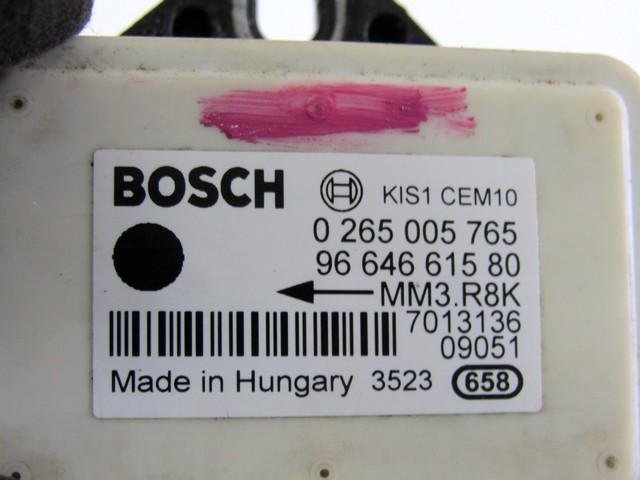 BOSCH KIS1 CEM10
0 265 005 765
96 646 615 80
MM3.R8K
7013136
09051
Made in Hungary 3523 658